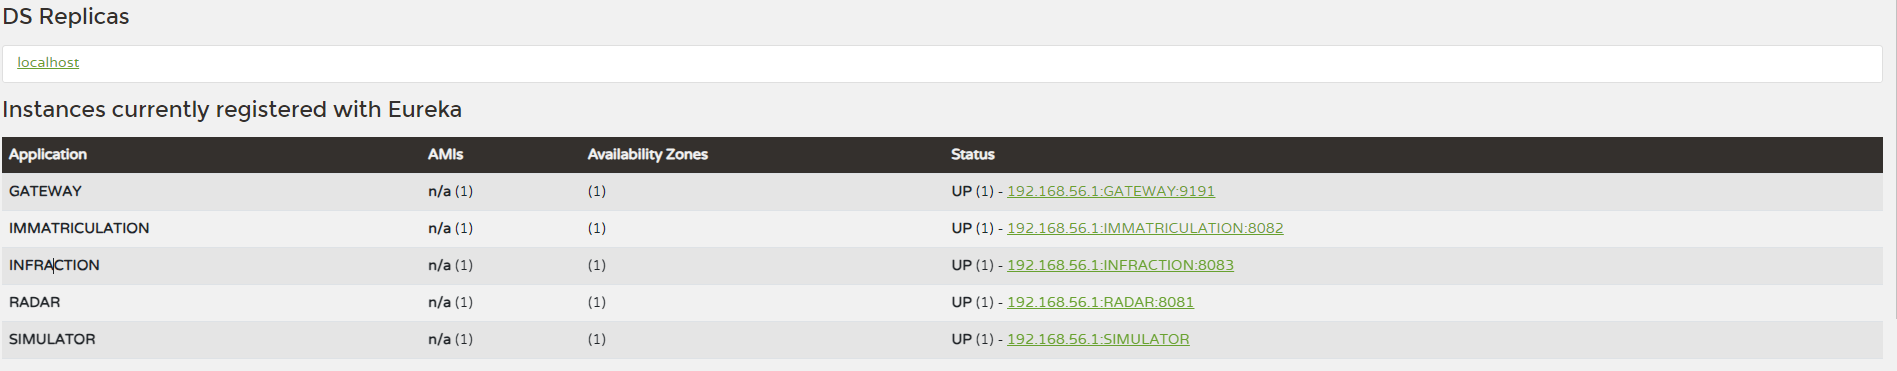 DS Replicas
localhost
Instances currently registered with Eureka
Application AMIs Availability Zones Status
GATEWAY n/a (1) (1) UP (1) - 192.168.56.1:GATEWAY:9191
IMMATRICULATION n/a (1) (1) UP (1) - 192.168.56.1:IMMATRICULATION:8082
INFRACTION n/a (1) (1) UP (1) - 192.168.56.1:INFRACTION:8083
RADAR n/a (1) (1) UP (1) - 192.168.56.1:RADAR:8081
SIMULATOR n/a (1) (1) UP (1) - 192.168.56.1:SIMULATOR